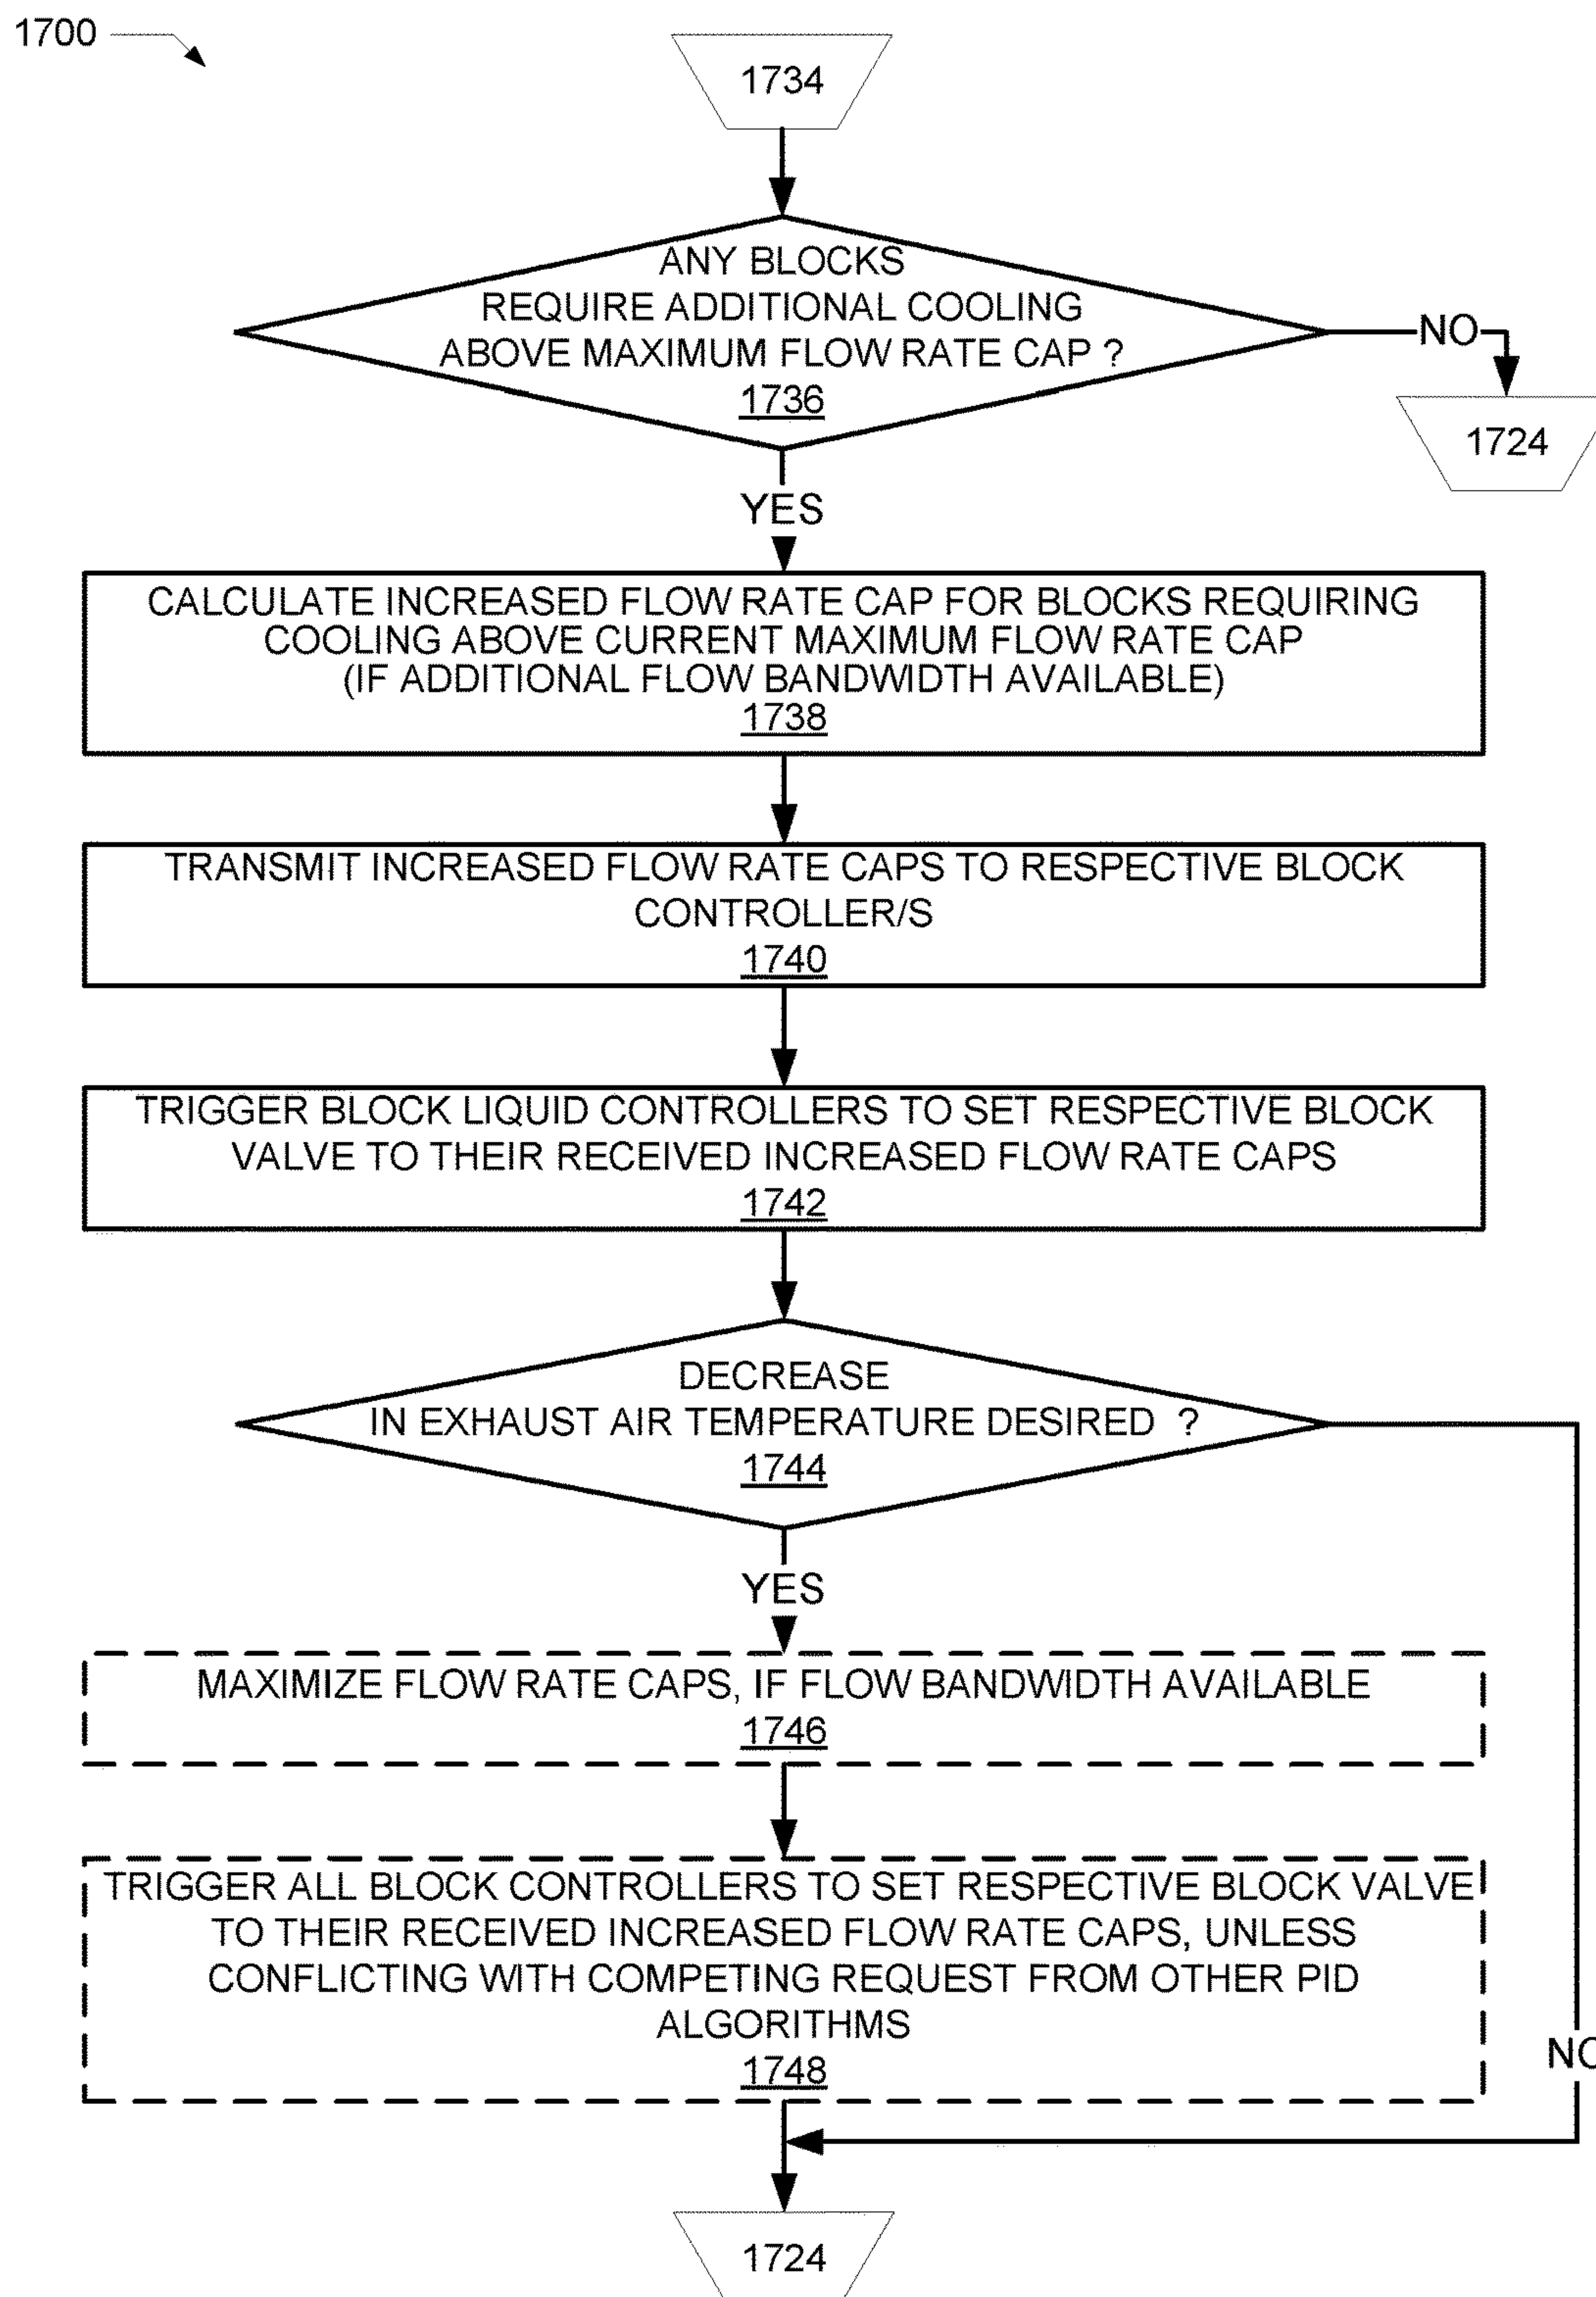 1700
1734
ANY BLOCKS
REQUIRE ADDITIONAL COOLING
ABOVE MAXIMUM FLOW RATE CAP ?
1736
NO
1724
YES
CALCULATE INCREASED FLOW RATE CAP FOR BLOCKS REQUIRING
COOLING ABOVE CURRENT MAXIMUM FLOW RATE CAP
(IF ADDITIONAL FLOW BANDWIDTH AVAILABLE)
1738
TRANSMIT INCREASED FLOW RATE CAPS TO RESPECTIVE BLOCK
CONTROLLER/S
1740
TRIGGER BLOCK LIQUID CONTROLLERS TO SET RESPECTIVE BLOCK
VALVE TO THEIR RECEIVED INCREASED FLOW RATE CAPS
1742
DECREASE
IN EXHAUST AIR TEMPERATURE DESIRED ?
1744
YES
MAXIMIZE FLOW RATE CAPS, IF FLOW BANDWIDTH AVAILABLE
1746
TRIGGER ALL BLOCK CONTROLLERS TO SET RESPECTIVE BLOCK VALVE
TO THEIR RECEIVED INCREASED FLOW RATE CAPS, UNLESS
CONFLICTING WITH COMPETING REQUEST FROM OTHER PID
ALGORITHMS
1748
NO
1724